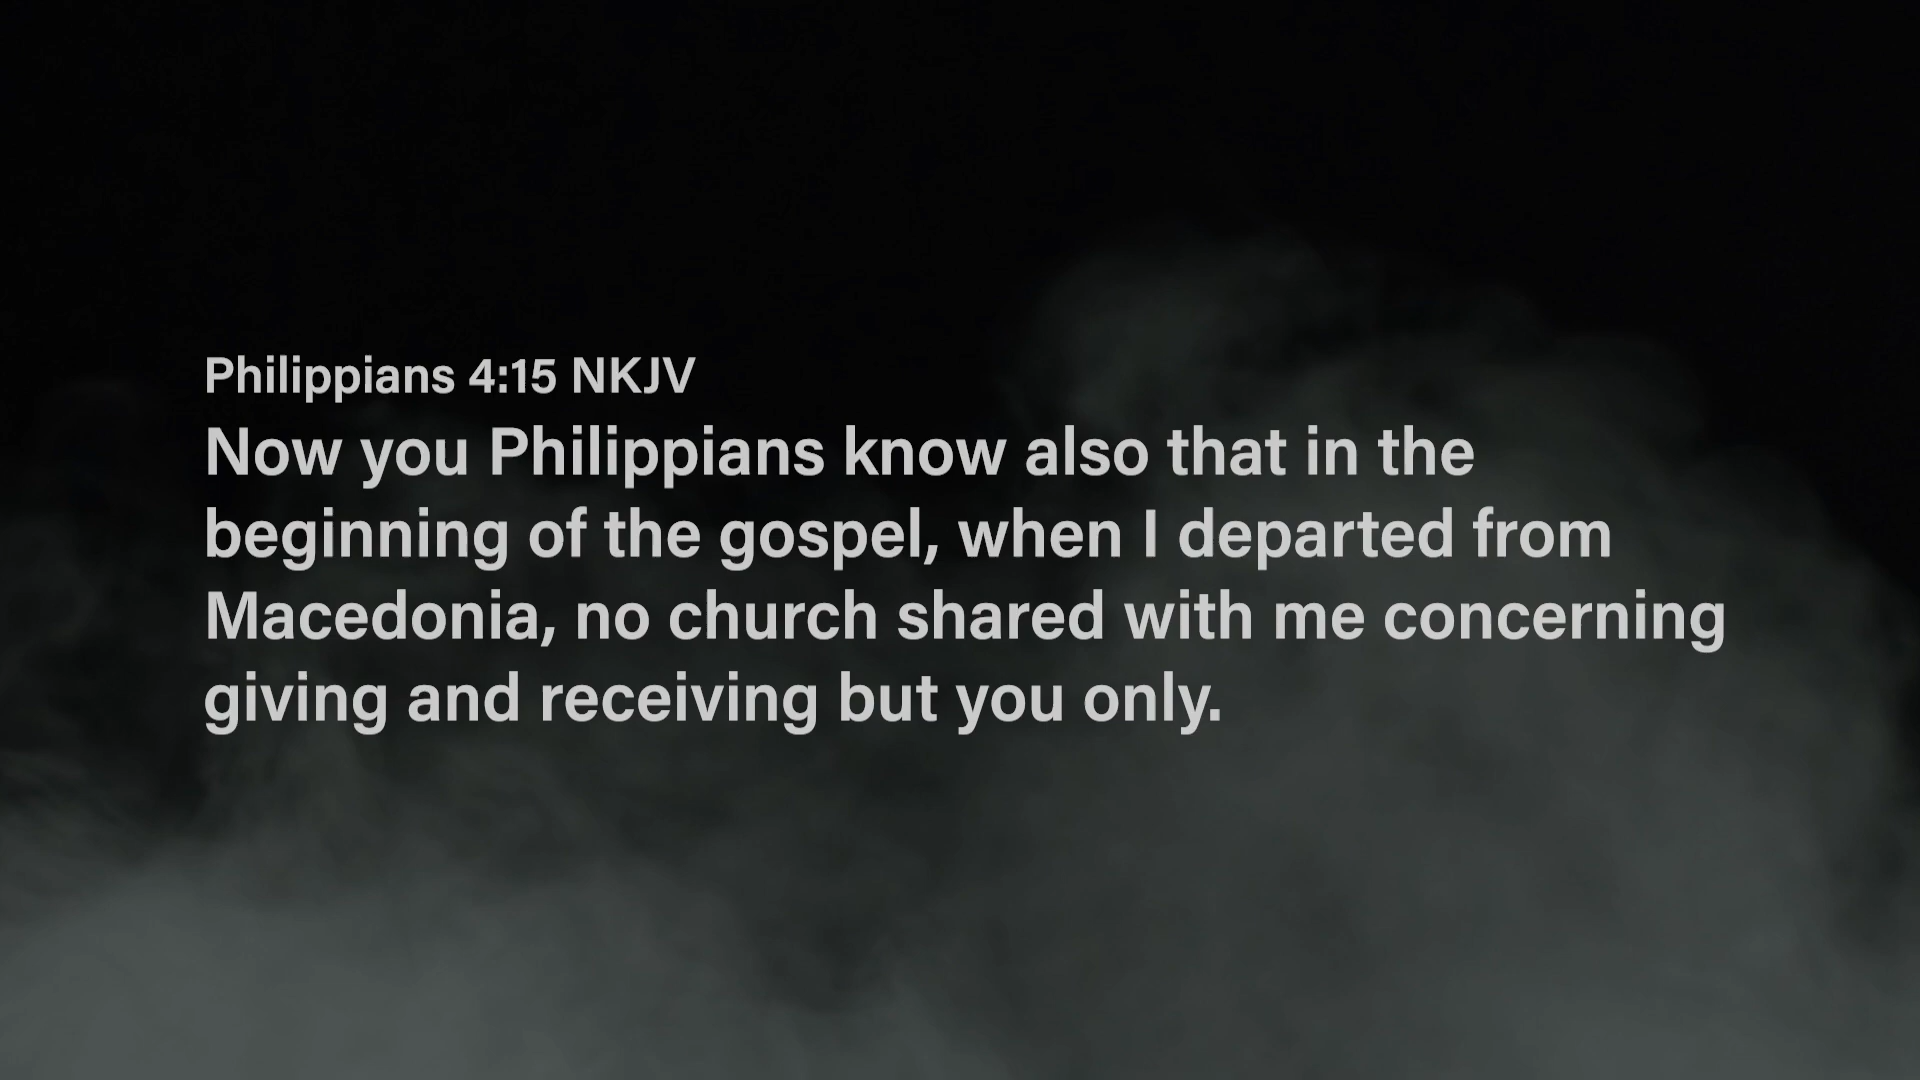 Philippians 4:15 NKJV
Now you Philippians know also that in the
beginning of the gospel, when I departed from
Macedonia, no church shared with me concerning
giving and receiving but you only.